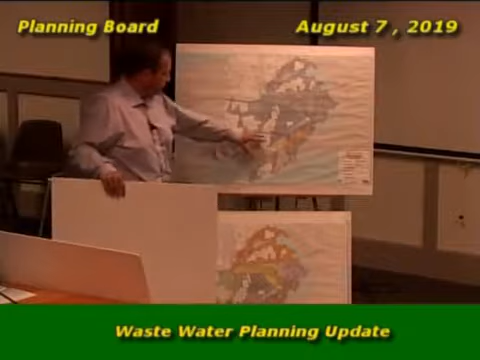 Planning Board
August 7 , 2019
Waste Water Planning Update